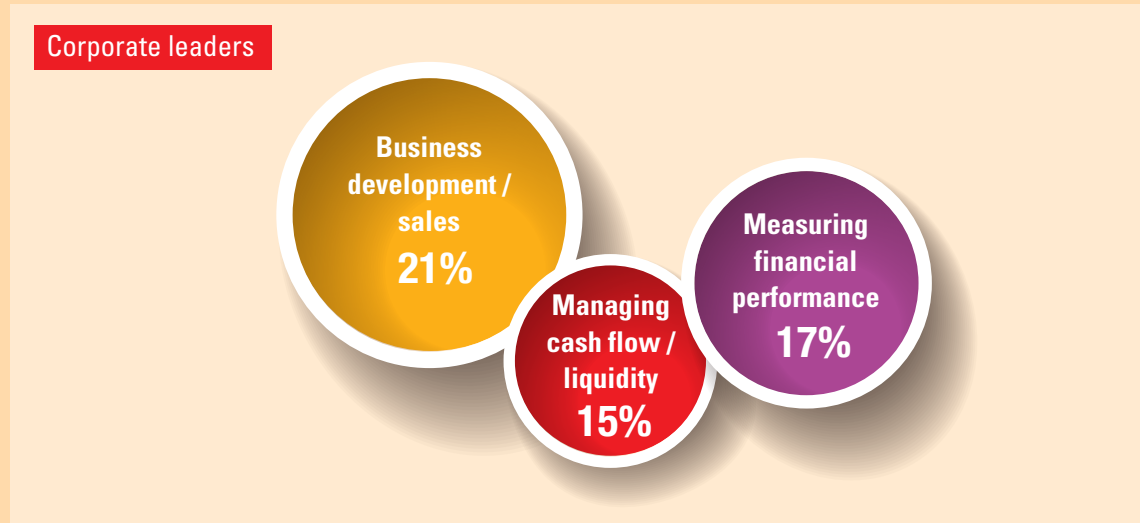 Corporate leaders
Business
development /
sales
21%
Managing
cash flow /
liquidity
15%
Measuring
financial
performance
17%